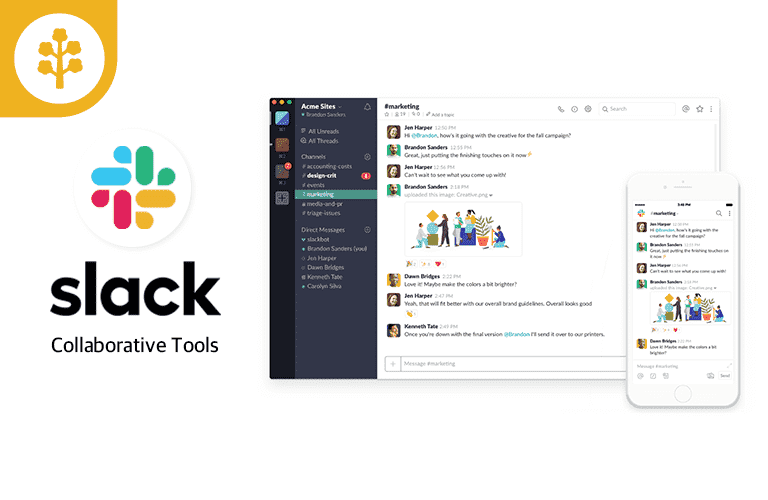 slack
Collaborative Tools
Acme Sites
Brandon Sanders
All Unreads
All Threads
Channels
# accounting-costs
# design-crit
# events
# marketing
media-and-pr
# triage-issues
Direct Messages
slackbot
Brandon Sanders (you)
Jen Harper
Dawn Bridges
Kenneth Tate
Carolyn Silva
#marketing
Add a topic
Search
Jen Harper 12:50 PM
Hi @Brandon, how's it going with the creative for the fall campaign?
Brandon Sanders 12:55 PM
Great, just putting the finishing touches on it now
Jen Harper 12:56 PM
Can't wait to see what you come up with!
Brandon Sanders 2:18 PM
uploaded this image: Creative.png
Dawn Bridges 2:22 PM
Love it! Maybe make the colors a bit brighter?
Jen Harper 2:47 PM
Yeah, that will fit better with our overall brand guidelines. Overall looks good
Kenneth Tate 2:49 PM
Once you're down with the final version @Brandon I'll send it over to our printers.
Message #marketing
#marketing
Jen Harper
Hi @Brandon, how's it going with the
creative for the fall campaign?
Brandon Sanders
Great, just putting the finishing touches on
it now
Jen Harper
Can't wait to see what you come up with!
Brandon Sanders
uploaded this image: Creative.png
Dawn Bridges
Love it! Maybe make the colors a bit
brighter?
Message #marketing
Send